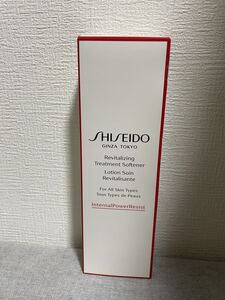 SHISEIDO
GINZA TOKYO
Revitalizing
Treatment Softener
Lotion Soin
Revitalisante
For All Skin Types
Tous Types de Peaux
InternalPowerResist